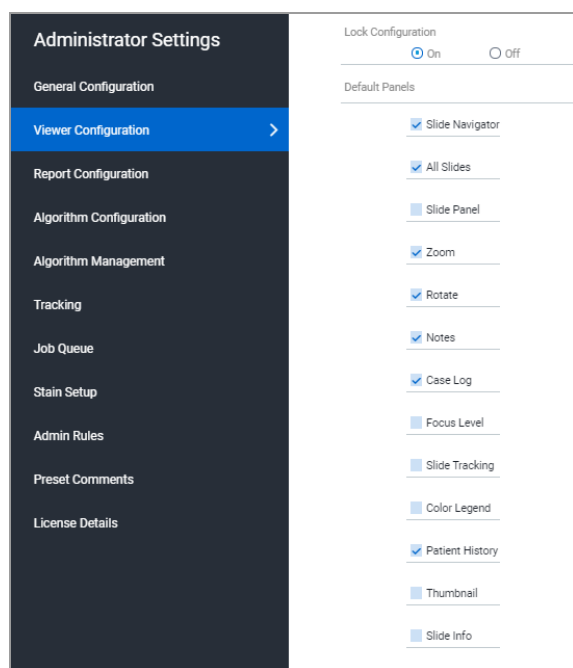 Administrator Settings
General Configuration
Viewer Configuration
Report Configuration
Algorithm Configuration
Algorithm Management
Tracking
Job Queue
Stain Setup
Admin Rules
Preset Comments
License Details
Lock Configuration
On Off
Default Panels
Slide Navigator
All Slides
Slide Panel
Zoom
Rotate
Notes
Case Log
Focus Level
Slide Tracking
Color Legend
Patient History
Thumbnail
Slide Info